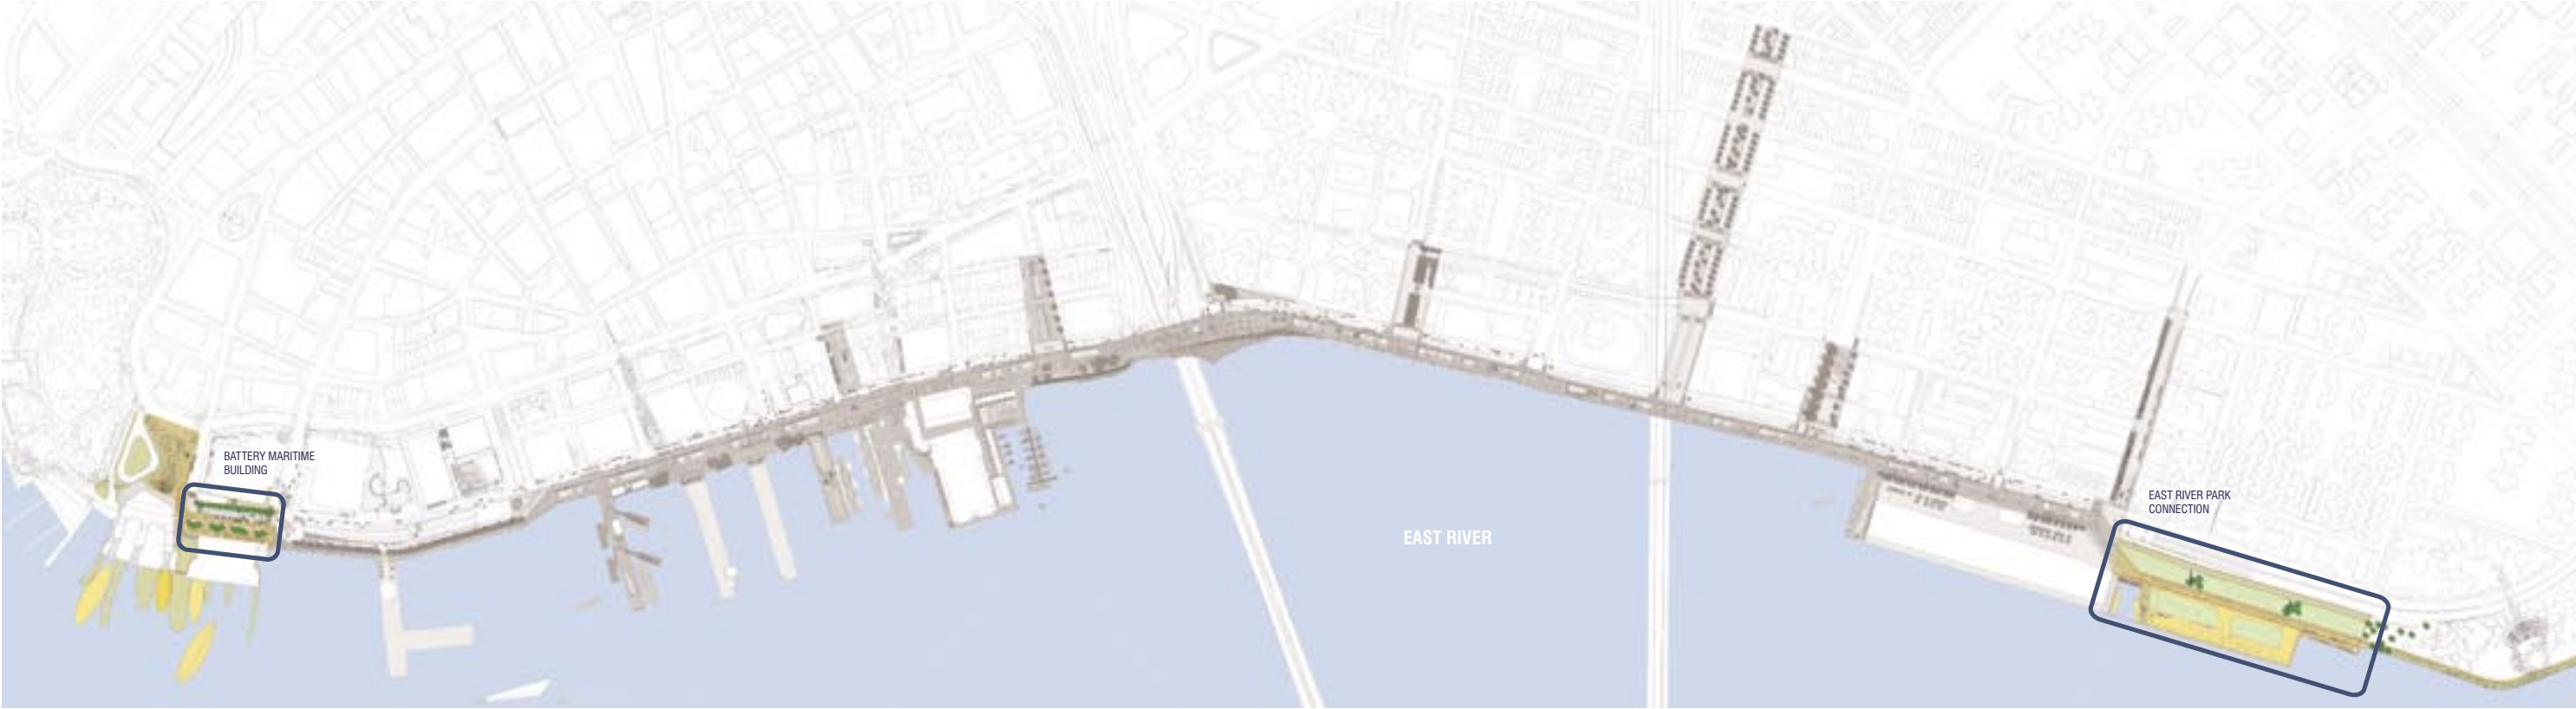 BATTERY MARITIME
BUILDING
EAST RIVER PARK
CONNECTION
EAST RIVER